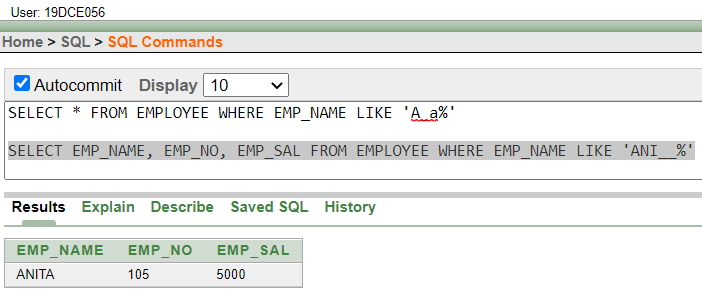 User: 19DCE056
Home > SQL > SQL Commands
Autocommit Display 10
SELECT * FROM EMPLOYEE WHERE EMP_NAME LIKE 'A_a%'
SELECT EMP_NAME, EMP_NO, EMP_SAL FROM EMPLOYEE WHERE EMP_NAME LIKE 'ANI__%'
Results Explain Describe Saved SQL History
EMP_NAME EMP_NO EMP_SAL
ANITA 105 5000